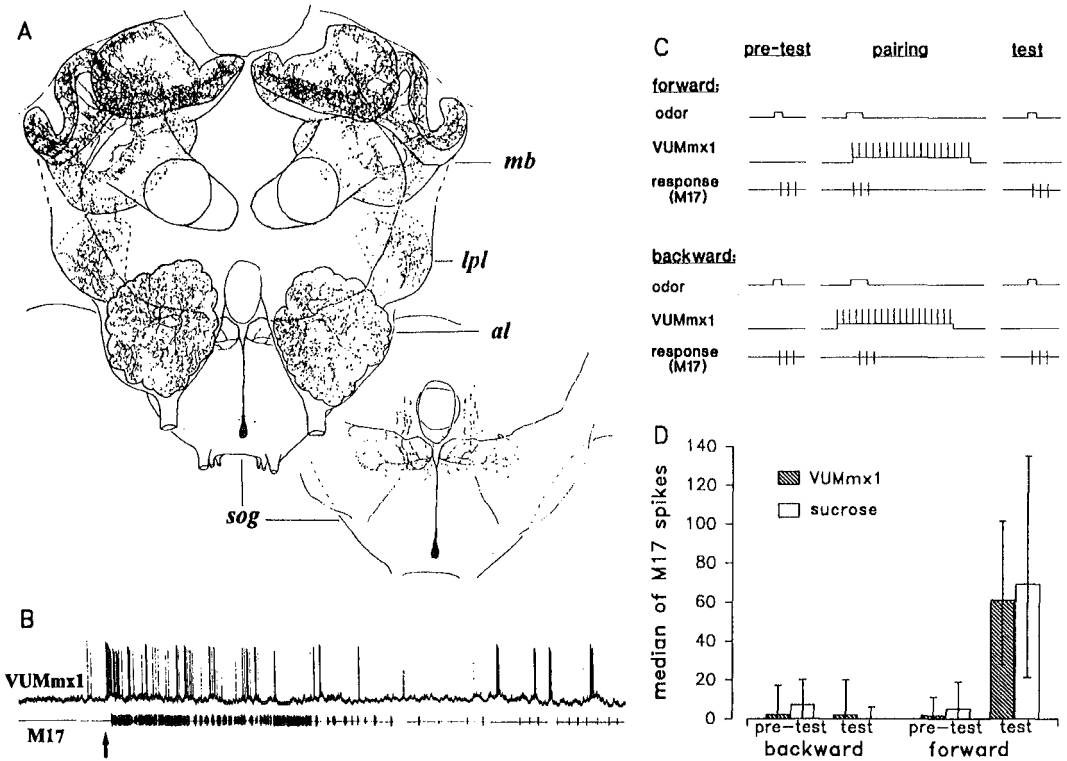 A
mb
lpl
al
sog
B
VUMmx1
M17
C
pre-test pairing test
forward:
odor
VUMmx1
response
(M17)
backward:
odor
VUMmx1
response
(M17)
D
median of M17 spikes
140
120
100
80
60
40
20
0
VUMmx1
sucrose
pre-test test pre-test test
backward forward